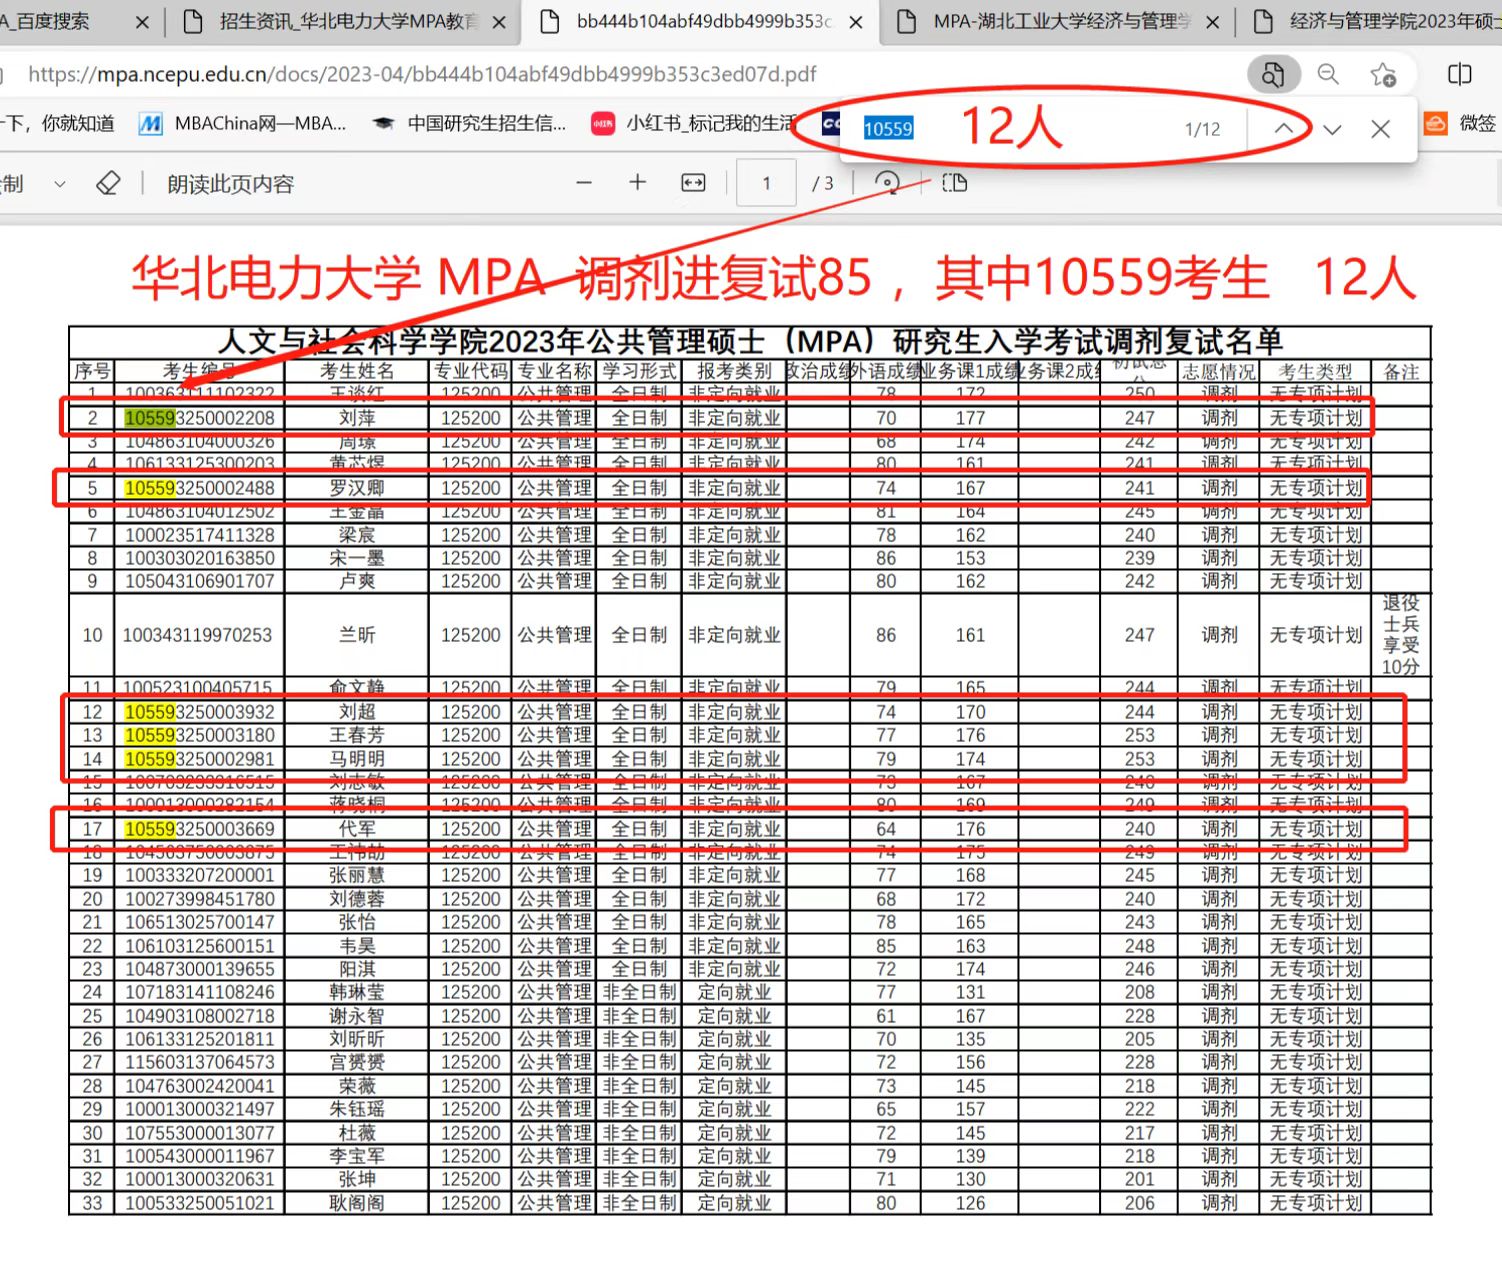 A_百度搜索 招生资讯_华北电力大学MPA教育 bb444b104abf49dbb4999b353c MPA-湖北工业大学经济与管理学 经济与管理学院2023年硕士
https://mpa.ncepu.edu.cn/docs/2023-04/bb444b104abf49dbb4999b353c3ed07d.pdf
一下，你就知道 MBAChina网—MBA... 中国研究生招生信... 小红书_标记我的生活 10559 12人 1/12 微签
绘制 朗读此页内容 1 / 3
华北电力大学 MPA 调剂进复试85 ，其中10559考生 12人
人文与社会科学学院2023年公共管理硕士（MPA）研究生入学考试调剂复试名单
序号 考生编号 考生姓名 专业代码 专业名称 学习形式 报考类别 政治成绩 外语成绩 业务课1成绩 业务课2成绩 初试总分 志愿情况 考生类型 备注
1 100363111102322 王谈红 125200 公共管理 全日制 非定向就业 78 172 250 调剂 无专项计划
2 105593250002208 刘萍 125200 公共管理 全日制 非定向就业 70 177 247 调剂 无专项计划
3 104863104000326 周璟 125200 公共管理 全日制 非定向就业 68 174 242 调剂 无专项计划
4 106133125300203 黄芯煜 125200 公共管理 全日制 非定向就业 80 161 241 调剂 无专项计划
5 105593250002488 罗汉卿 125200 公共管理 全日制 非定向就业 74 167 241 调剂 无专项计划
6 104863104012502 王金晶 125200 公共管理 全日制 非定向就业 81 164 245 调剂 无专项计划
7 100023517411328 梁宸 125200 公共管理 全日制 非定向就业 78 162 240 调剂 无专项计划
8 100303020163850 宋一墨 125200 公共管理 全日制 非定向就业 86 153 239 调剂 无专项计划
9 105043106901707 卢爽 125200 公共管理 全日制 非定向就业 80 162 242 调剂 无专项计划
10 100343119970253 兰昕 125200 公共管理 全日制 非定向就业 86 161 247 调剂 无专项计划 退役士兵享受10分
11 100523100405715 俞文静 125200 公共管理 全日制 非定向就业 79 165 244 调剂 无专项计划
12 105593250003932 刘超 125200 公共管理 全日制 非定向就业 74 170 244 调剂 无专项计划
13 105593250003180 王春芳 125200 公共管理 全日制 非定向就业 77 176 253 调剂 无专项计划
14 105593250002981 马明明 125200 公共管理 全日制 非定向就业 79 174 253 调剂 无专项计划
15 刘志敏 125200 公共管理 全日制 非定向就业 73 167 240 调剂 无专项计划
16 100013000282154 蒋晓桐 125200 公共管理 全日制 非定向就业 80 169 249 调剂 无专项计划
17 105593250003669 代军 125200 公共管理 全日制 非定向就业 64 176 240 调剂 无专项计划
18 125200 公共管理 全日制 非定向就业 74 175 249 调剂 无专项计划
19 100333207200001 张丽慧 125200 公共管理 全日制 非定向就业 77 168 245 调剂 无专项计划
20 100273998451780 刘德蓉 125200 公共管理 全日制 非定向就业 68 172 240 调剂 无专项计划
21 106513025700147 张怡 125200 公共管理 全日制 非定向就业 78 165 243 调剂 无专项计划
22 106103125600151 韦昊 125200 公共管理 全日制 非定向就业 85 163 248 调剂 无专项计划
23 104873000139655 阳淇 125200 公共管理 全日制 非定向就业 72 174 246 调剂 无专项计划
24 107183141108246 韩琳莹 125200 公共管理 非全日制 定向就业 77 131 208 调剂 无专项计划
25 104903108002718 谢永智 125200 公共管理 非全日制 定向就业 61 167 228 调剂 无专项计划
26 106133125201811 刘昕昕 125200 公共管理 非全日制 定向就业 70 135 205 调剂 无专项计划
27 115603137064573 宫赟赟 125200 公共管理 非全日制 定向就业 72 156 228 调剂 无专项计划
28 104763002420041 荣薇 125200 公共管理 非全日制 定向就业 73 145 218 调剂 无专项计划
29 100013000321497 朱钰瑶 125200 公共管理 非全日制 定向就业 65 157 222 调剂 无专项计划
30 107553000013077 杜薇 125200 公共管理 非全日制 定向就业 72 145 217 调剂 无专项计划
31 100543000011967 李宝军 125200 公共管理 非全日制 定向就业 79 139 218 调剂 无专项计划
32 100013000320631 张坤 125200 公共管理 非全日制 定向就业 71 130 201 调剂 无专项计划
33 100533250051021 耿阁阁 125200 公共管理 非全日制 定向就业 80 126 206 调剂 无专项计划